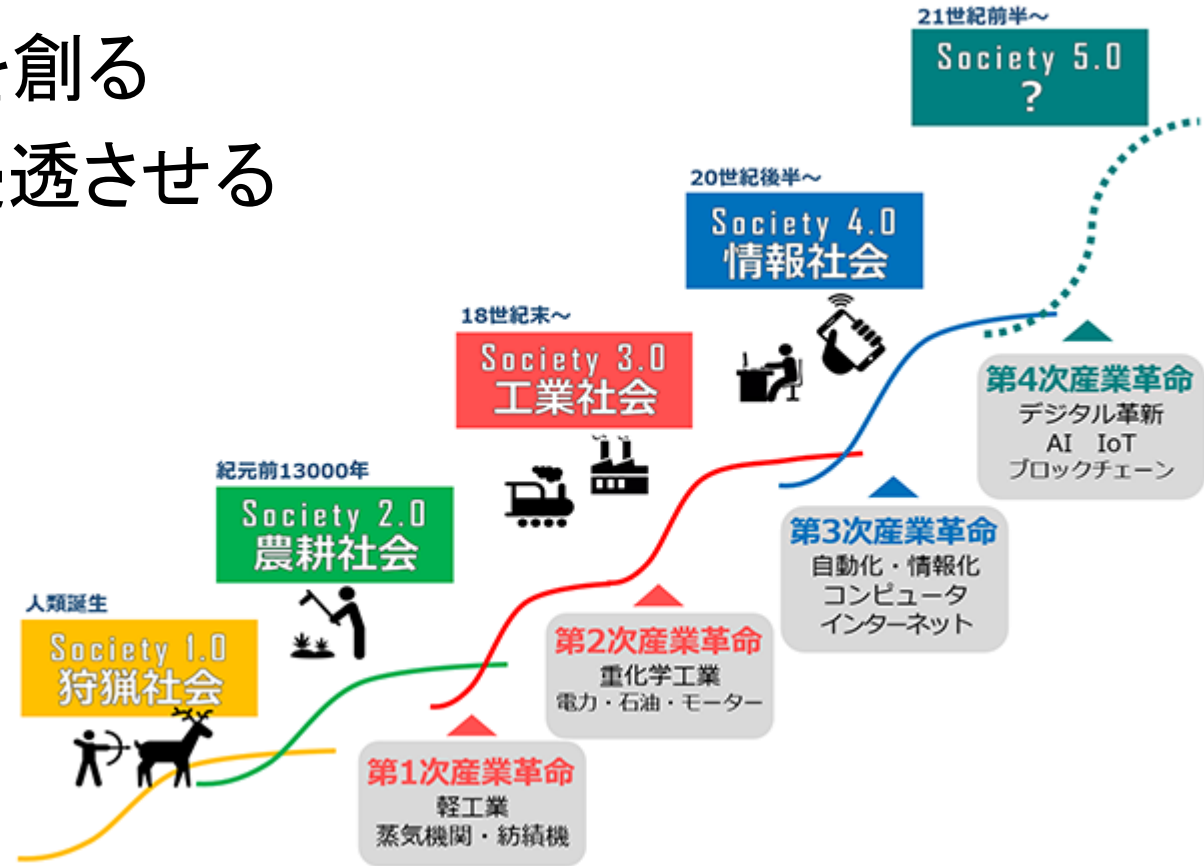 を創る
透させる
21世紀前半～
Society 5.0
？
20世紀後半～
Society 4.0
情報社会
18世紀末～
Society 3.0
工業社会
紀元前13000年
Society 2.0
農耕社会
人類誕生
Society 1.0
狩猟社会
第1次産業革命
軽工業
蒸気機関・紡績機
第2次産業革命
重化学工業
電力・石油・モーター
第3次産業革命
自動化・情報化
コンピュータ
インターネット
第4次産業革命
デジタル革新
AI　IoT
ブロックチェーン